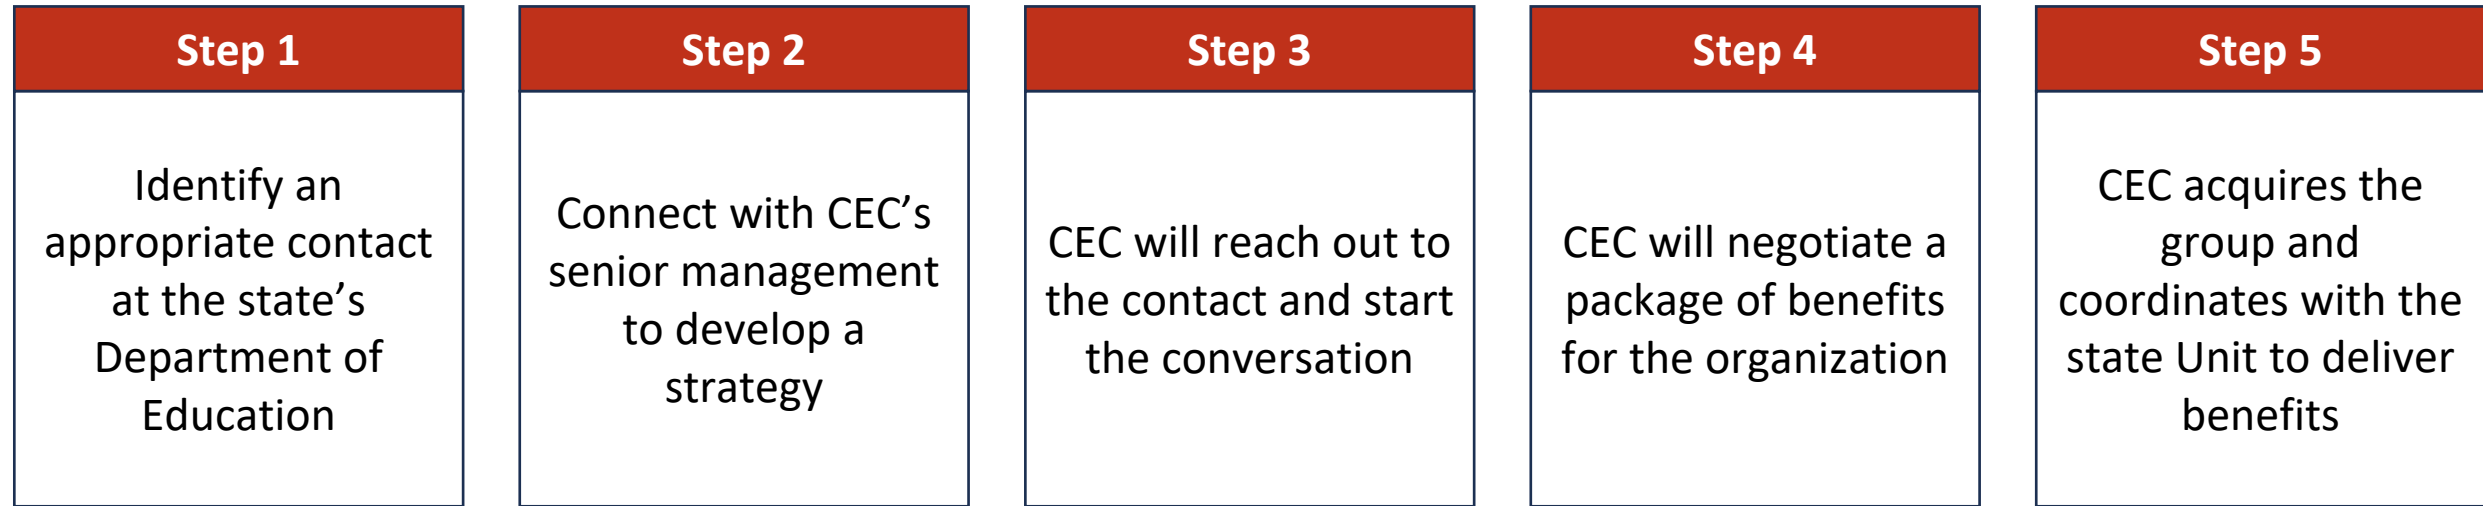 Step 1
Identify an
appropriate contact
at the state’s
Department of
Education
Step 2
Connect with CEC’s
senior management
to develop a
strategy
Step 3
CEC will reach out to
the contact and start
the conversation
Step 4
CEC will negotiate a
package of benefits
for the organization
Step 5
CEC acquires the
group and
coordinates with the
state Unit to deliver
benefits